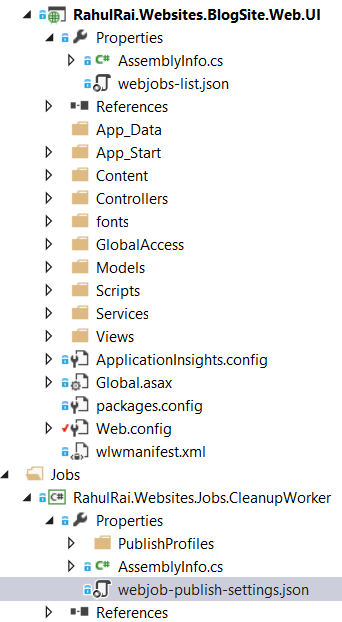 RahulRai.Websites.BlogSite.Web.UI
Properties
AssemblyInfo.cs
webjobs-list.json
References
App_Data
App_Start
Content
Controllers
fonts
GlobalAccess
Models
Scripts
Services
Views
ApplicationInsights.config
Global.asax
packages.config
Web.config
wlwmanifest.xml
Jobs
C# RahulRai.Websites.Jobs.CleanupWorker
Properties
PublishProfiles
C# AssemblyInfo.cs
webjob-publish-settings.json
References